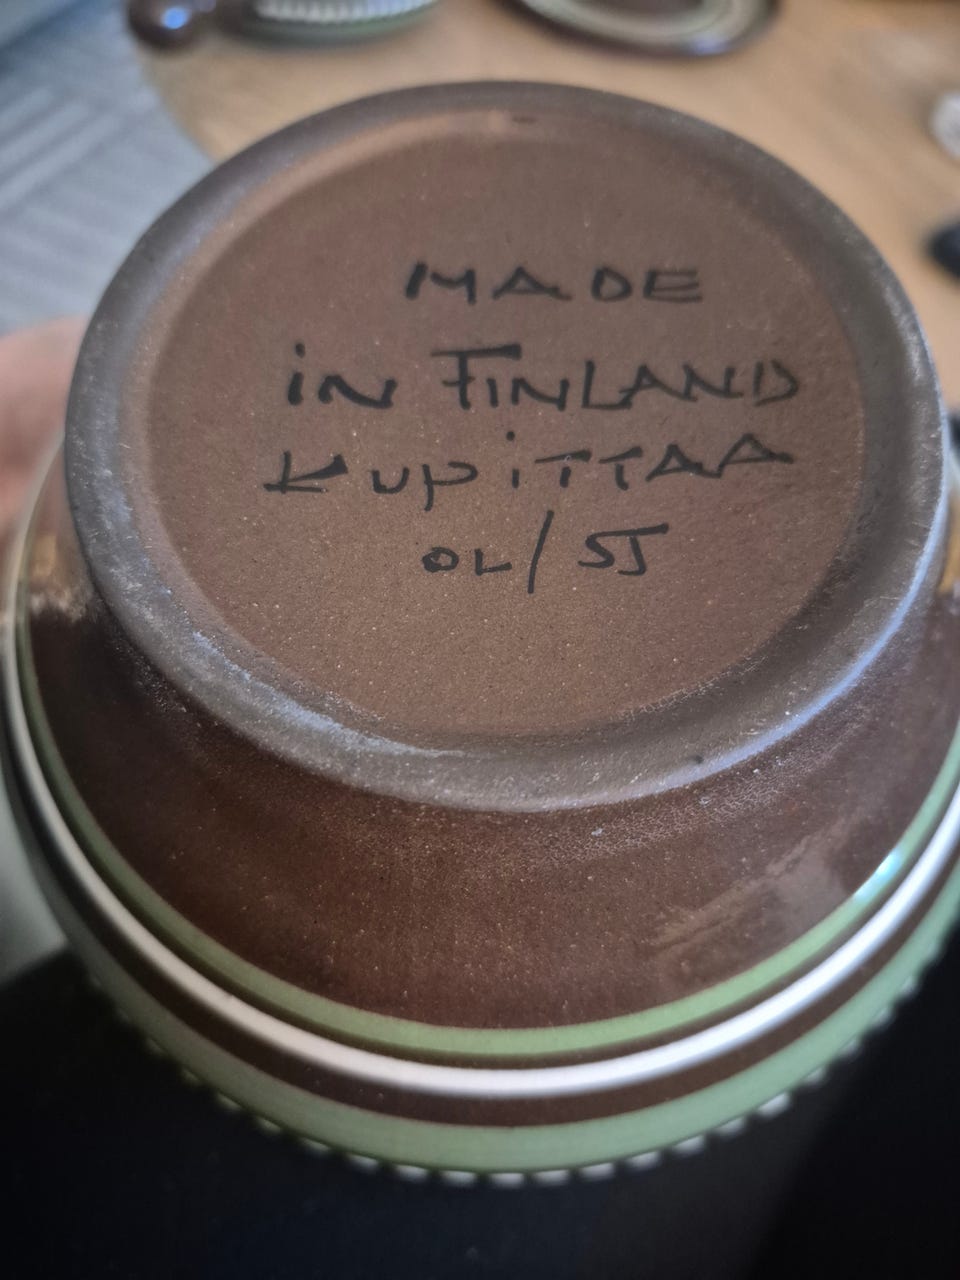 MADE
iN FINLAND
KUPiTTAA
OL/SJ